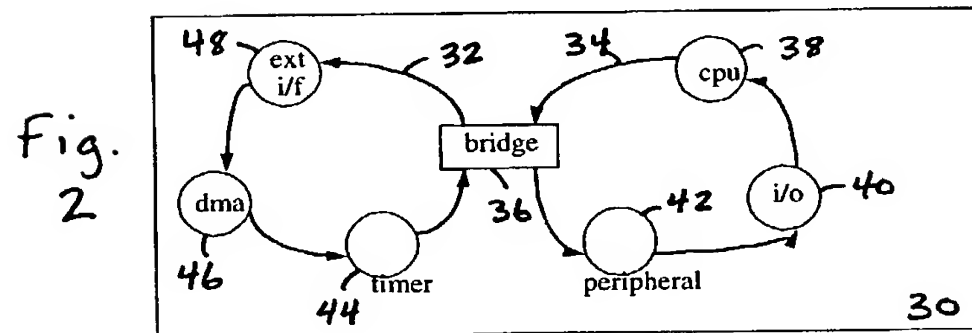 Fig.
2
48
ext
i/f
32
34
cpu
38
bridge
36
dma
46
44
timer
42
peripheral
i/o
40
30